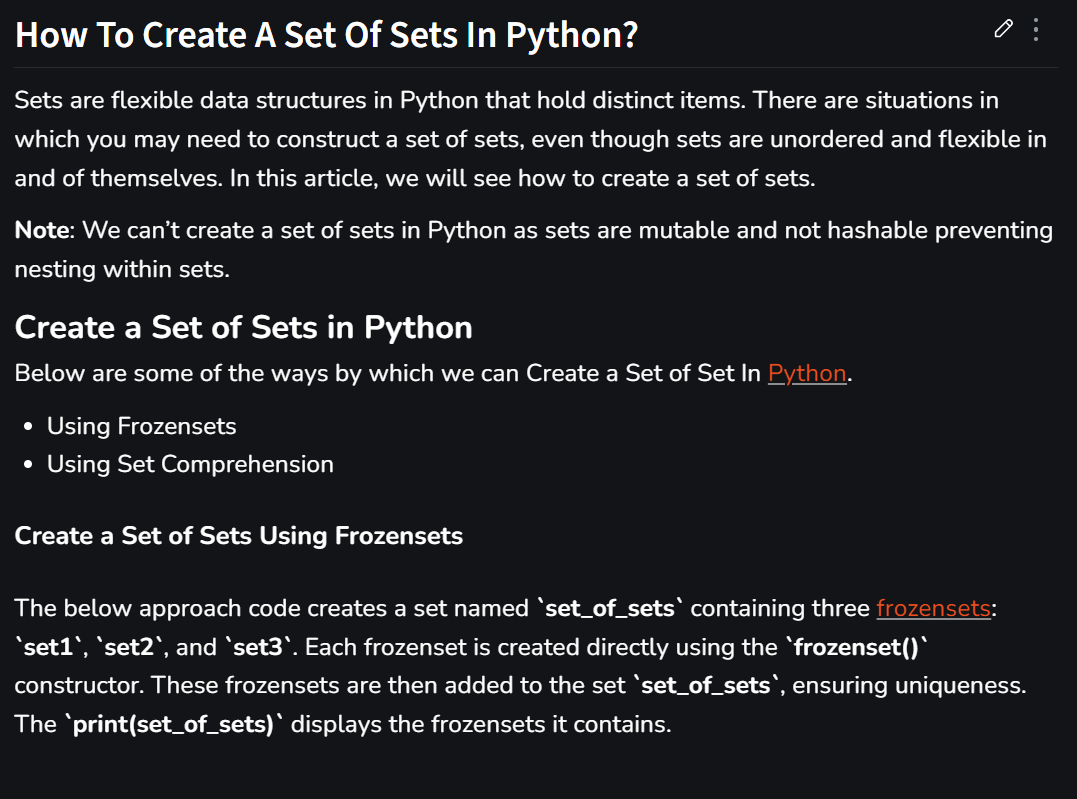 How To Create A Set Of Sets In Python?
Sets are flexible data structures in Python that hold distinct items. There are situations in
which you may need to construct a set of sets, even though sets are unordered and flexible in
and of themselves. In this article, we will see how to create a set of sets.
Note: We can’t create a set of sets in Python as sets are mutable and not hashable preventing
nesting within sets.
Create a Set of Sets in Python
Below are some of the ways by which we can Create a Set of Set In Python.
• Using Frozensets
• Using Set Comprehension
Create a Set of Sets Using Frozensets
The below approach code creates a set named `set_of_sets` containing three frozensets:
`set1`, `set2`, and `set3`. Each frozenset is created directly using the `frozenset()`
constructor. These frozensets are then added to the set `set_of_sets`, ensuring uniqueness.
The `print(set_of_sets)` displays the frozensets it contains.